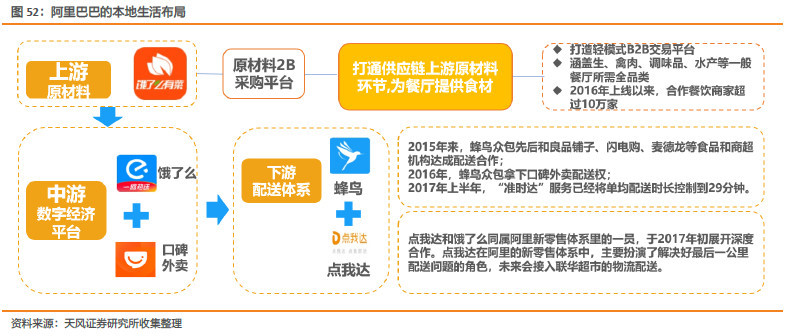 图 52：阿里巴巴的本地生活布局
上游
原材料
饿了么有菜
原材料2B
采购平台
打通供应链上游原材料
环节,为餐厅提供食材
◆ 打造轻模式B2B交易平台
◆ 涵盖生、禽肉、调味品、水产等一般
餐厅所需全品类
◆ 2016年上线以来，合作餐饮商家超
过10万家
中游
数字经济
平台
饿了么
口碑
外卖
下游
配送体系
蜂鸟
点我达
点我达
2015年来，蜂鸟众包先后和良品铺子、闪电购、麦德龙等食品和商超
机构达成配送合作；
2016年，蜂鸟众包拿下口碑外卖配送权；
2017年上半年，“准时达”服务已经将单均配送时长控制到29分钟。
点我达和饿了么同属阿里新零售体系里的一员，于2017年初展开深度
合作。点我达在阿里的新零售体系中，主要扮演了解决好最后一公里
配送问题的角色，未来会接入联华超市的物流配送。
资料来源：天风证券研究所收集整理